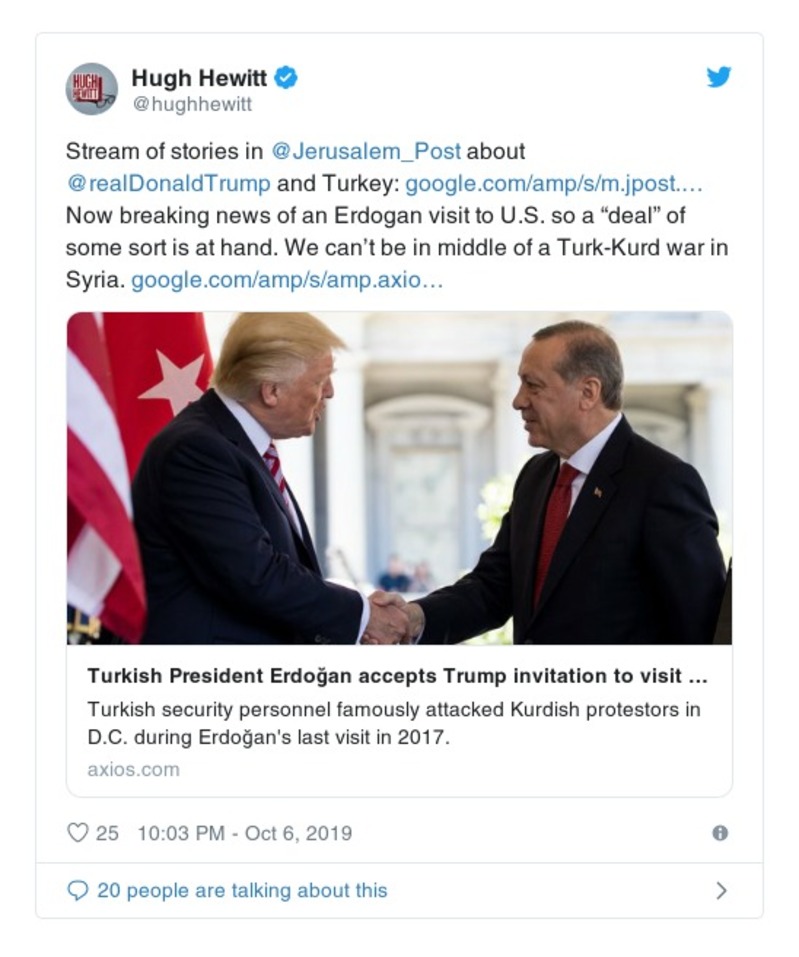 HUGH
HEWITT
Hugh Hewitt
@hughhewitt
Stream of stories in @Jerusalem_Post about
@realDonaldTrump and Turkey: google.com/amp/s/m.jpost.…
Now breaking news of an Erdogan visit to U.S. so a “deal” of
some sort is at hand. We can’t be in middle of a Turk-Kurd war in
Syria. google.com/amp/s/amp.axio…
Turkish President Erdoğan accepts Trump invitation to visit ...
Turkish security personnel famously attacked Kurdish protestors in
D.C. during Erdoğan's last visit in 2017.
axios.com
25 10:03 PM - Oct 6, 2019
20 people are talking about this